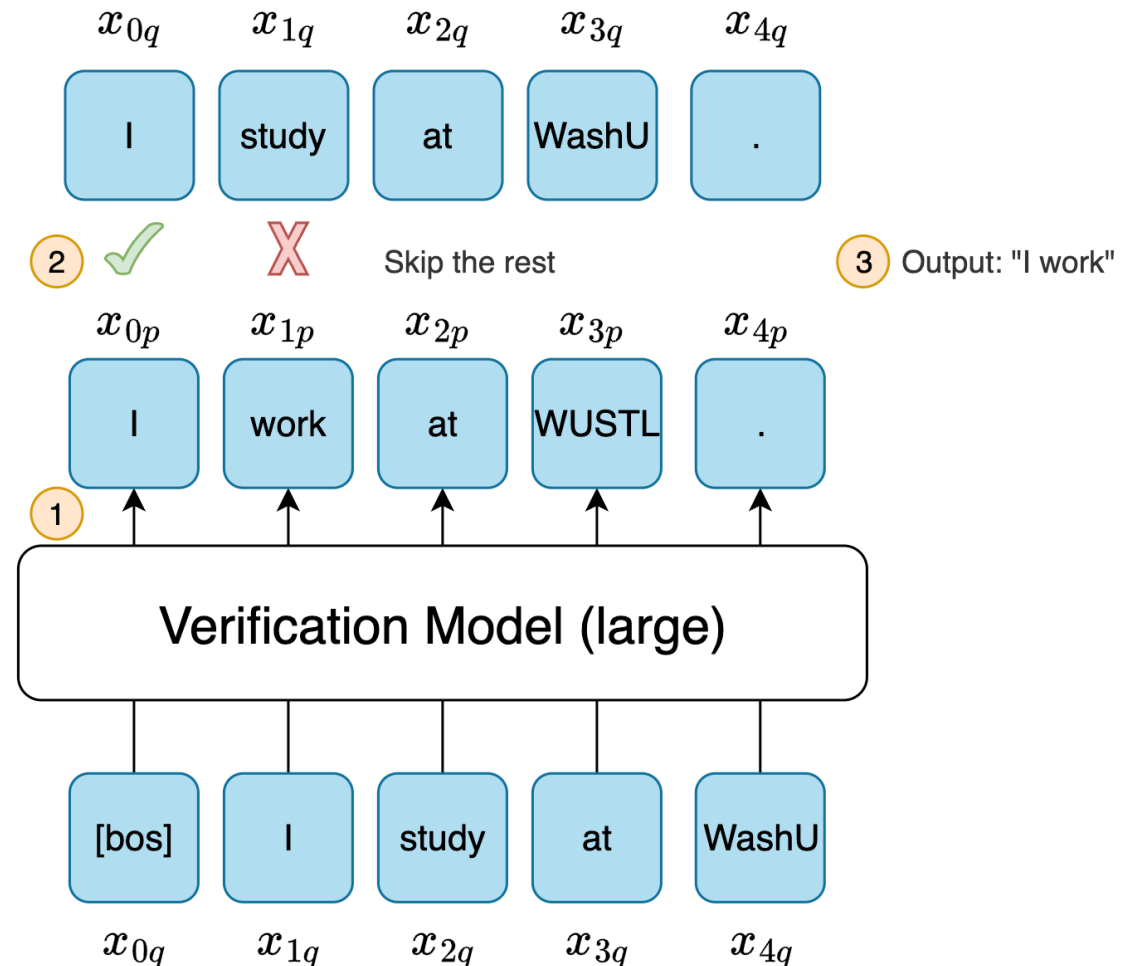 x0q x1q x2q x3q x4q
I study at WashU .
2 Skip the rest 3 Output: "I work"
x0p x1p x2p x3p x4p
I work at WUSTL .
1
Verification Model (large)
[bos] I study at WashU
x0q x1q x2q x3q x4q